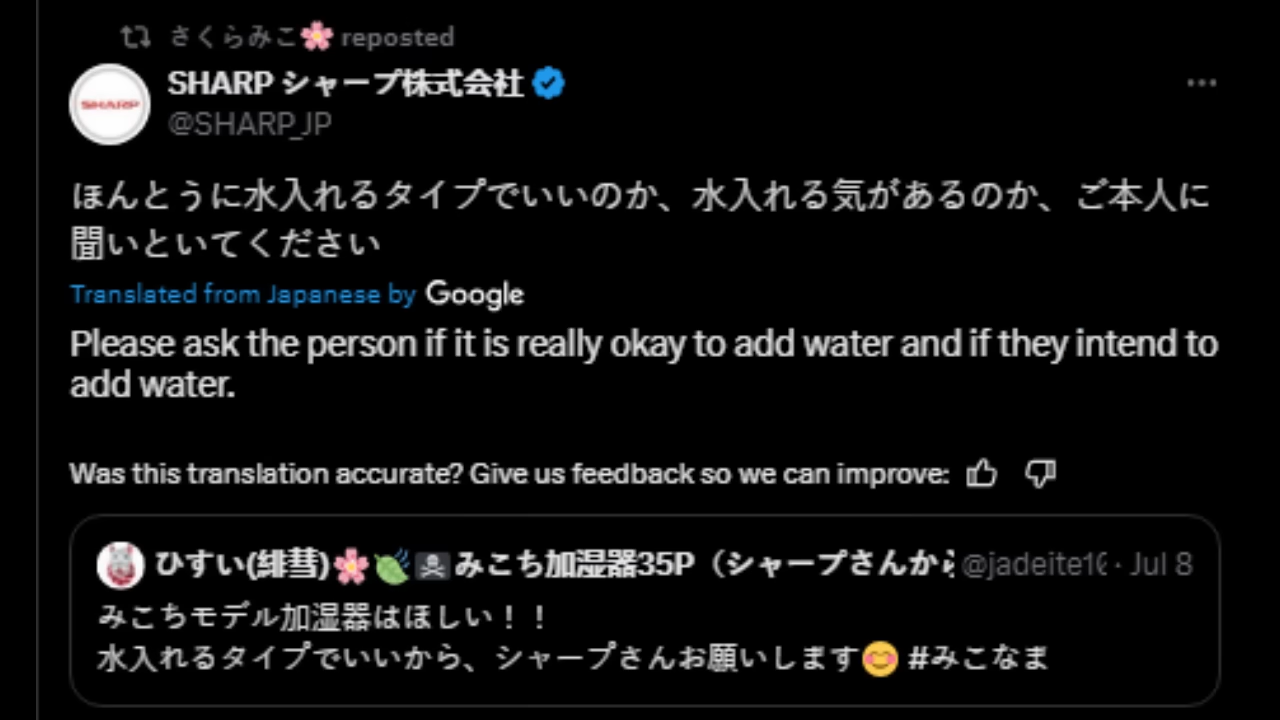 さくらみこ🌸 reposted
SHARP シャープ株式会社
SHARP
@SHARP_JP
ほんとうに水入れるタイプでいいのか、水入れる気があるのか、ご本人に
聞いといてください
Translated from Japanese by Google
Please ask the person if it is really okay to add water and if they intend to
add water.
Was this translation accurate? Give us feedback so we can improve:
ひすい(緋彗)🌸🍃🏴‍☠️みこち加湿器35P（シャープさんか @jadeite1 · Jul 8
みこちモデル加湿器はほしい！！
水入れるタイプでいいから、シャープさんお願いします😊 #みこなま